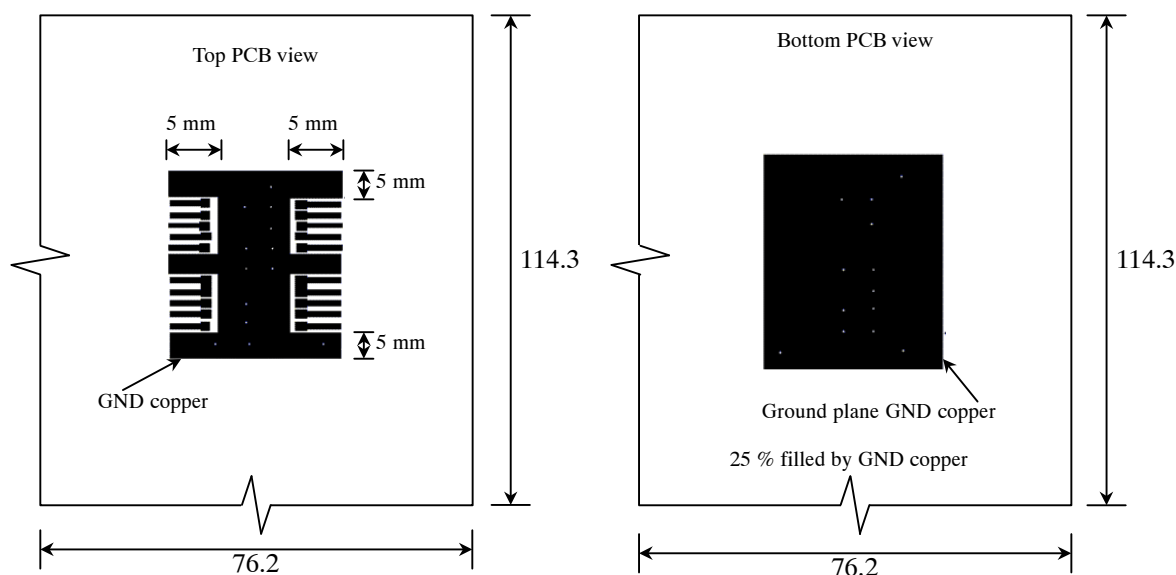 Top PCB view
5 mm
5 mm
5 mm
114.3
5 mm
GND copper
76.2
Bottom PCB view
114.3
Ground plane GND copper
25 % filled by GND copper
76.2